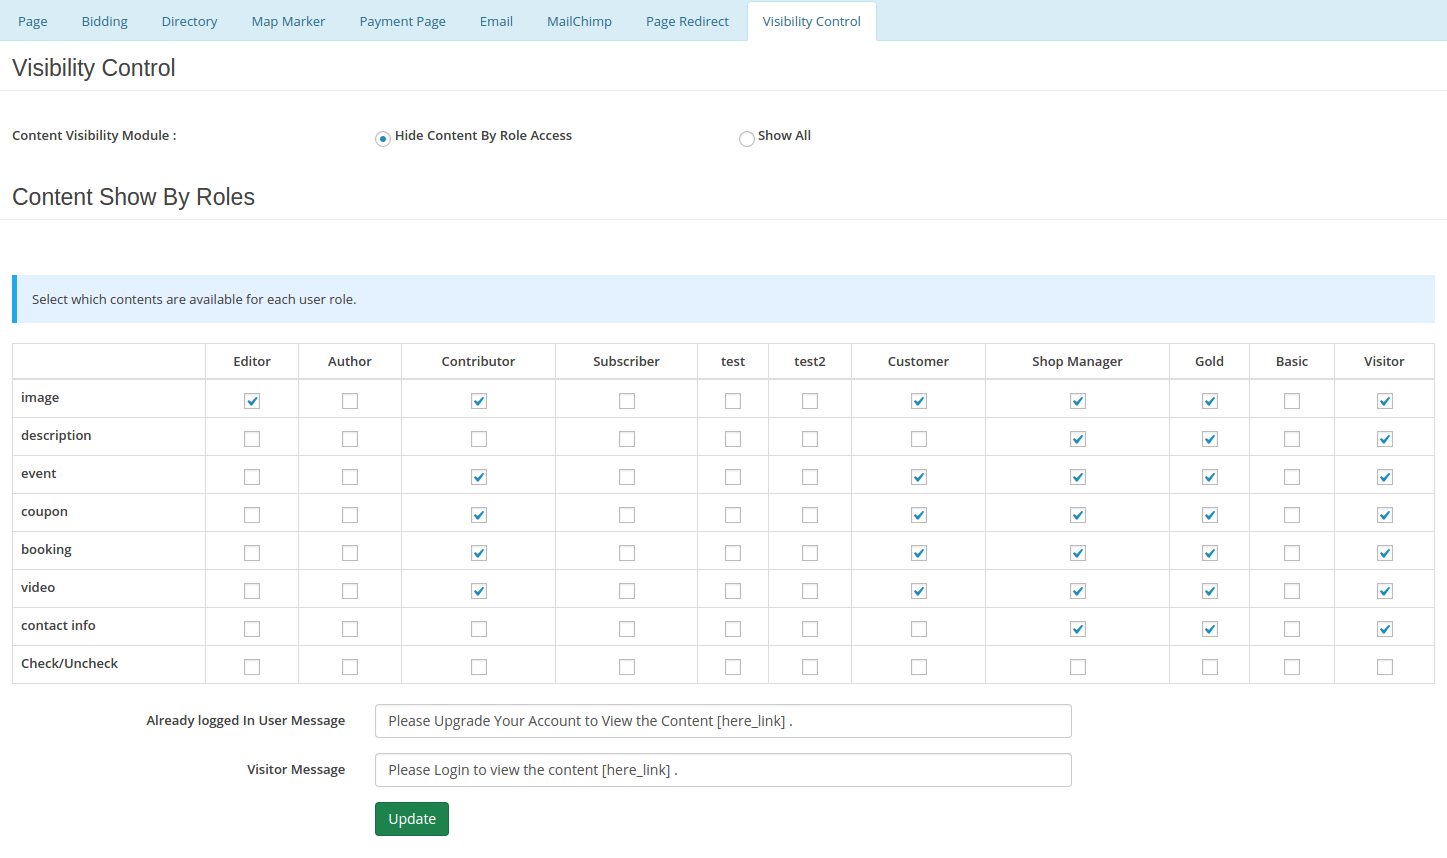 Page Bidding Directory Map Marker Payment Page Email MailChimp Page Redirect Visibility Control
Visibility Control
Content Visibility Module : Hide Content By Role Access Show All
Content Show By Roles
Select which contents are available for each user role.
Editor Author Contributor Subscriber test test2 Customer Shop Manager Gold Basic Visitor
image
description
event
coupon
booking
video
contact info
Check/Uncheck
Already logged In User Message Please Upgrade Your Account to View the Content [here_link] .
Visitor Message Please Login to view the content [here_link] .
Update